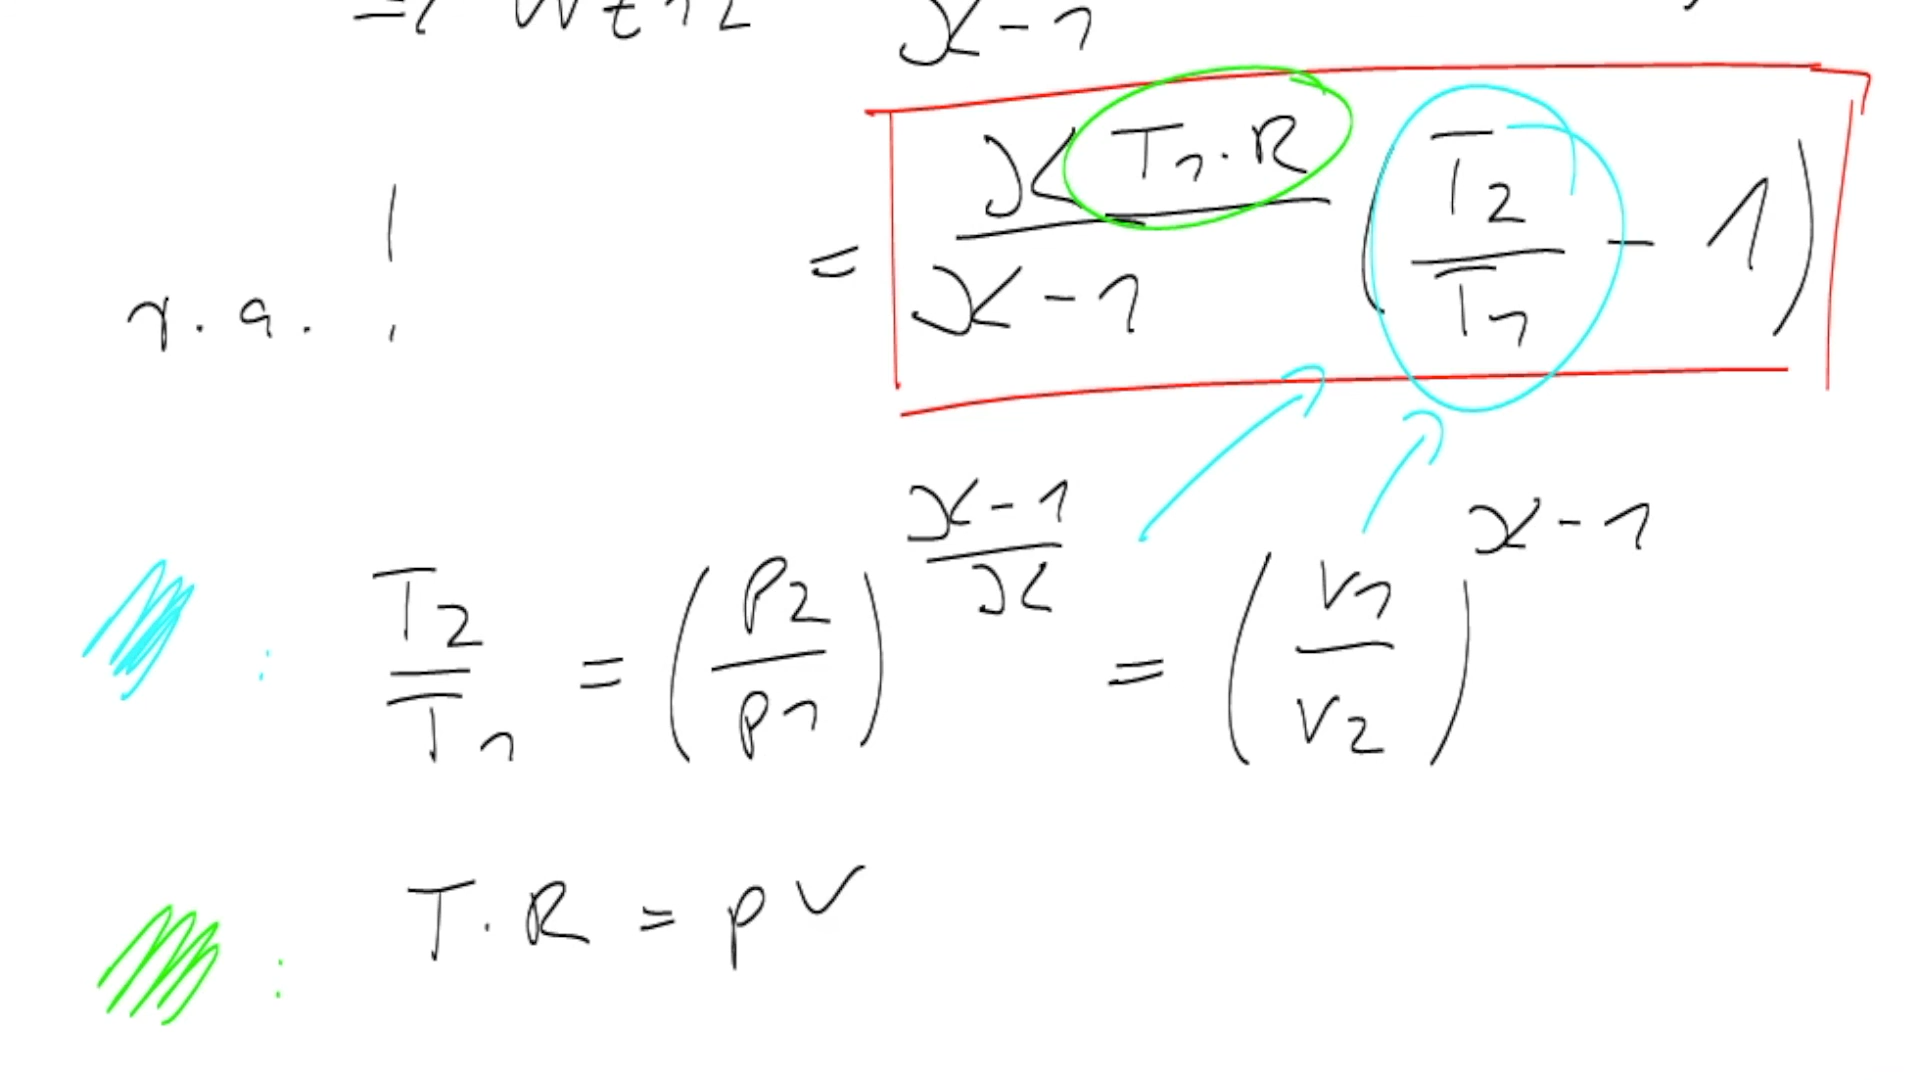 => Wt12 ϰ-1
= ϰ T1·R / ϰ-1 ( T2 / T1 - 1 )
r.a.!
T2 / T1 = ( p2 / p1 )^(ϰ-1 / ϰ) = ( v1 / v2 )^(ϰ-1)
: T·R = pv